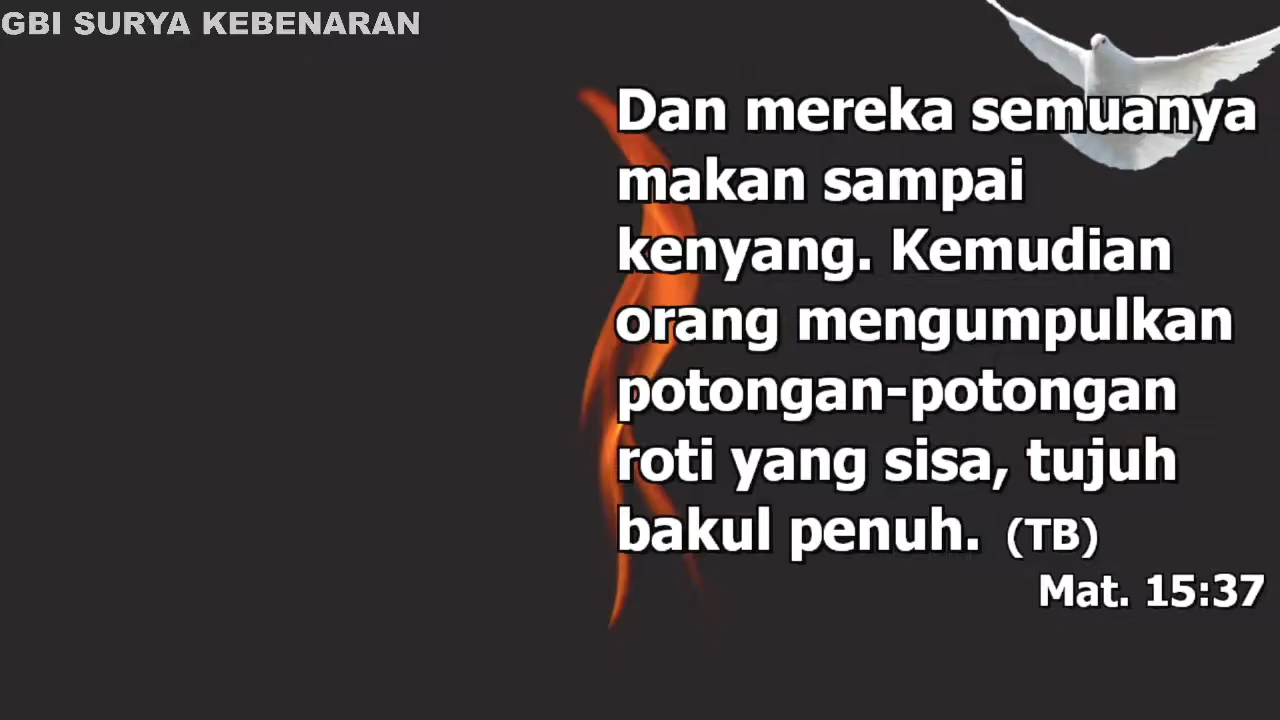 GBI SURYA KEBENARAN
Dan mereka semuanya
makan sampai
kenyang. Kemudian
orang mengumpulkan
potongan-potongan
roti yang sisa, tujuh
bakul penuh. (TB)
Mat. 15:37